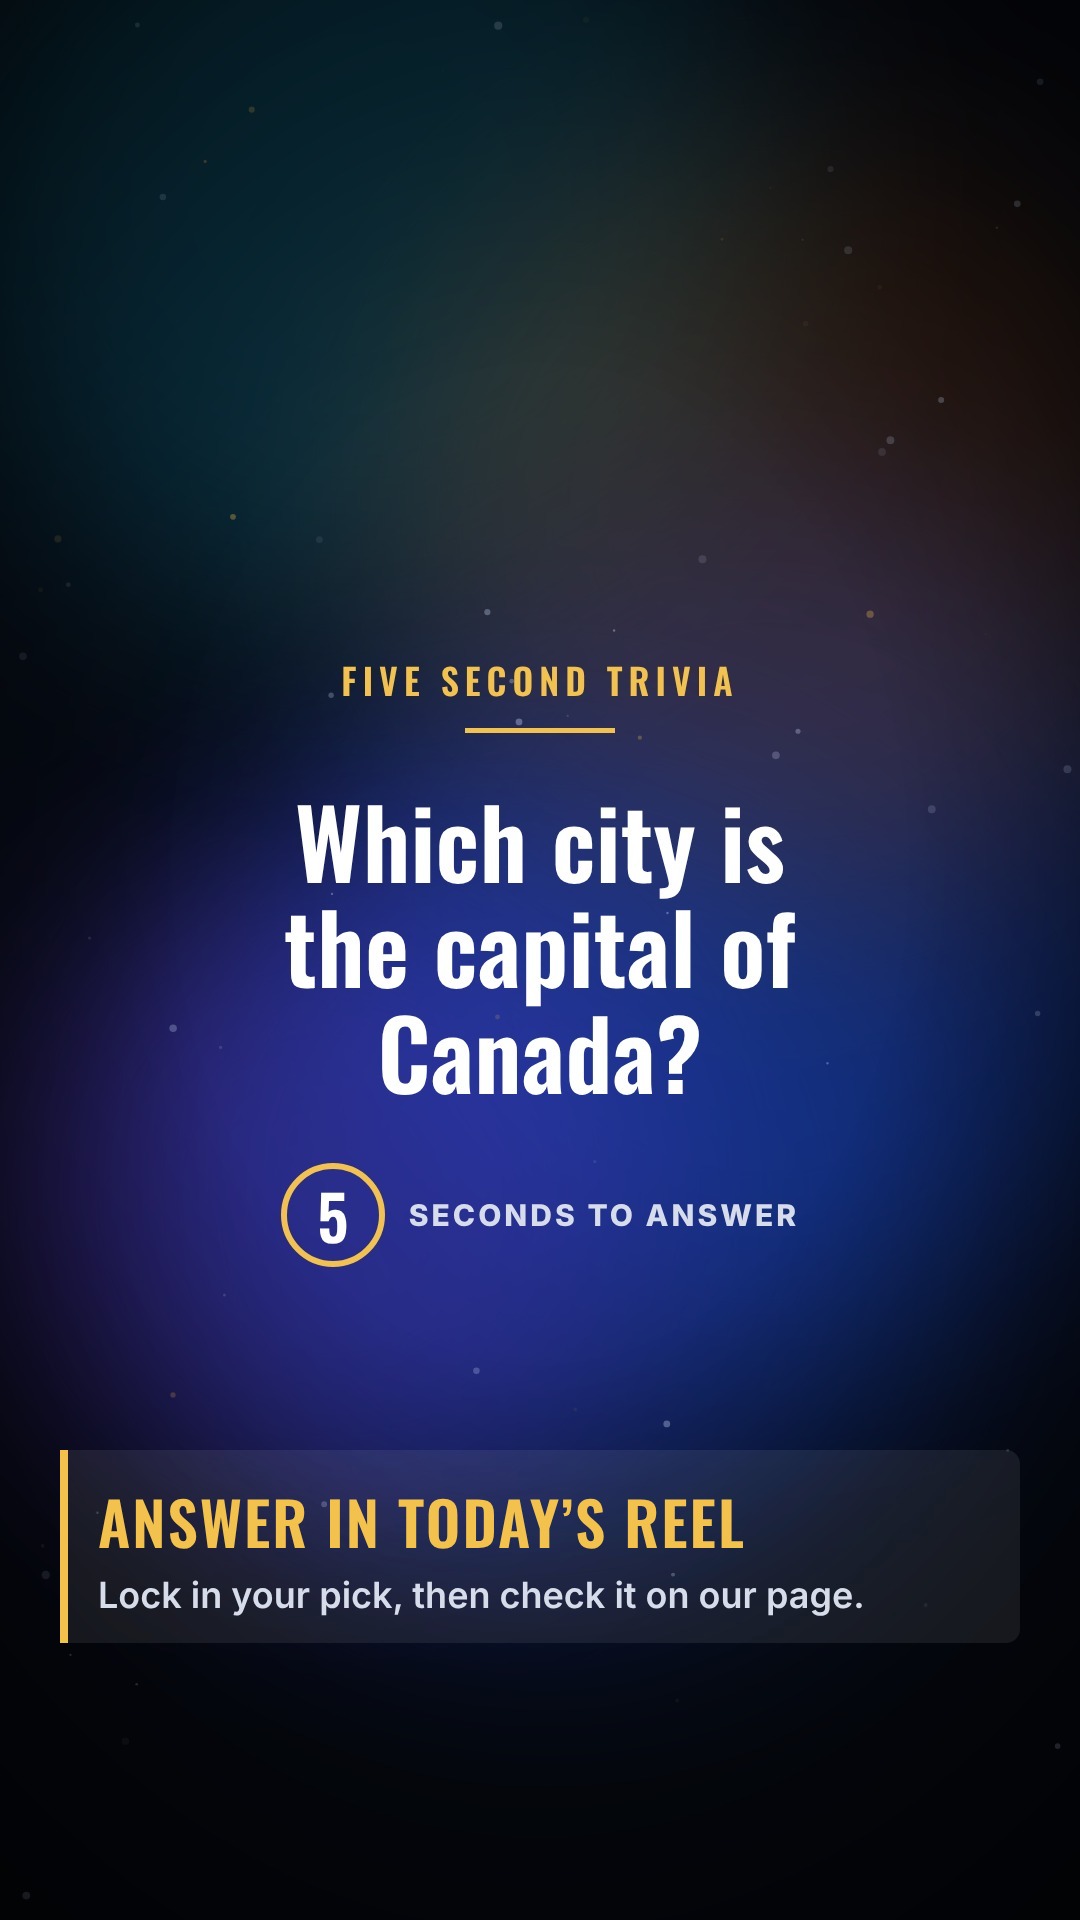 FIVE SECOND TRIVIA
Which city is
the capital of
Canada?
5
SECONDS TO ANSWER
ANSWER IN TODAY’S REEL
Lock in your pick, then check it on our page.